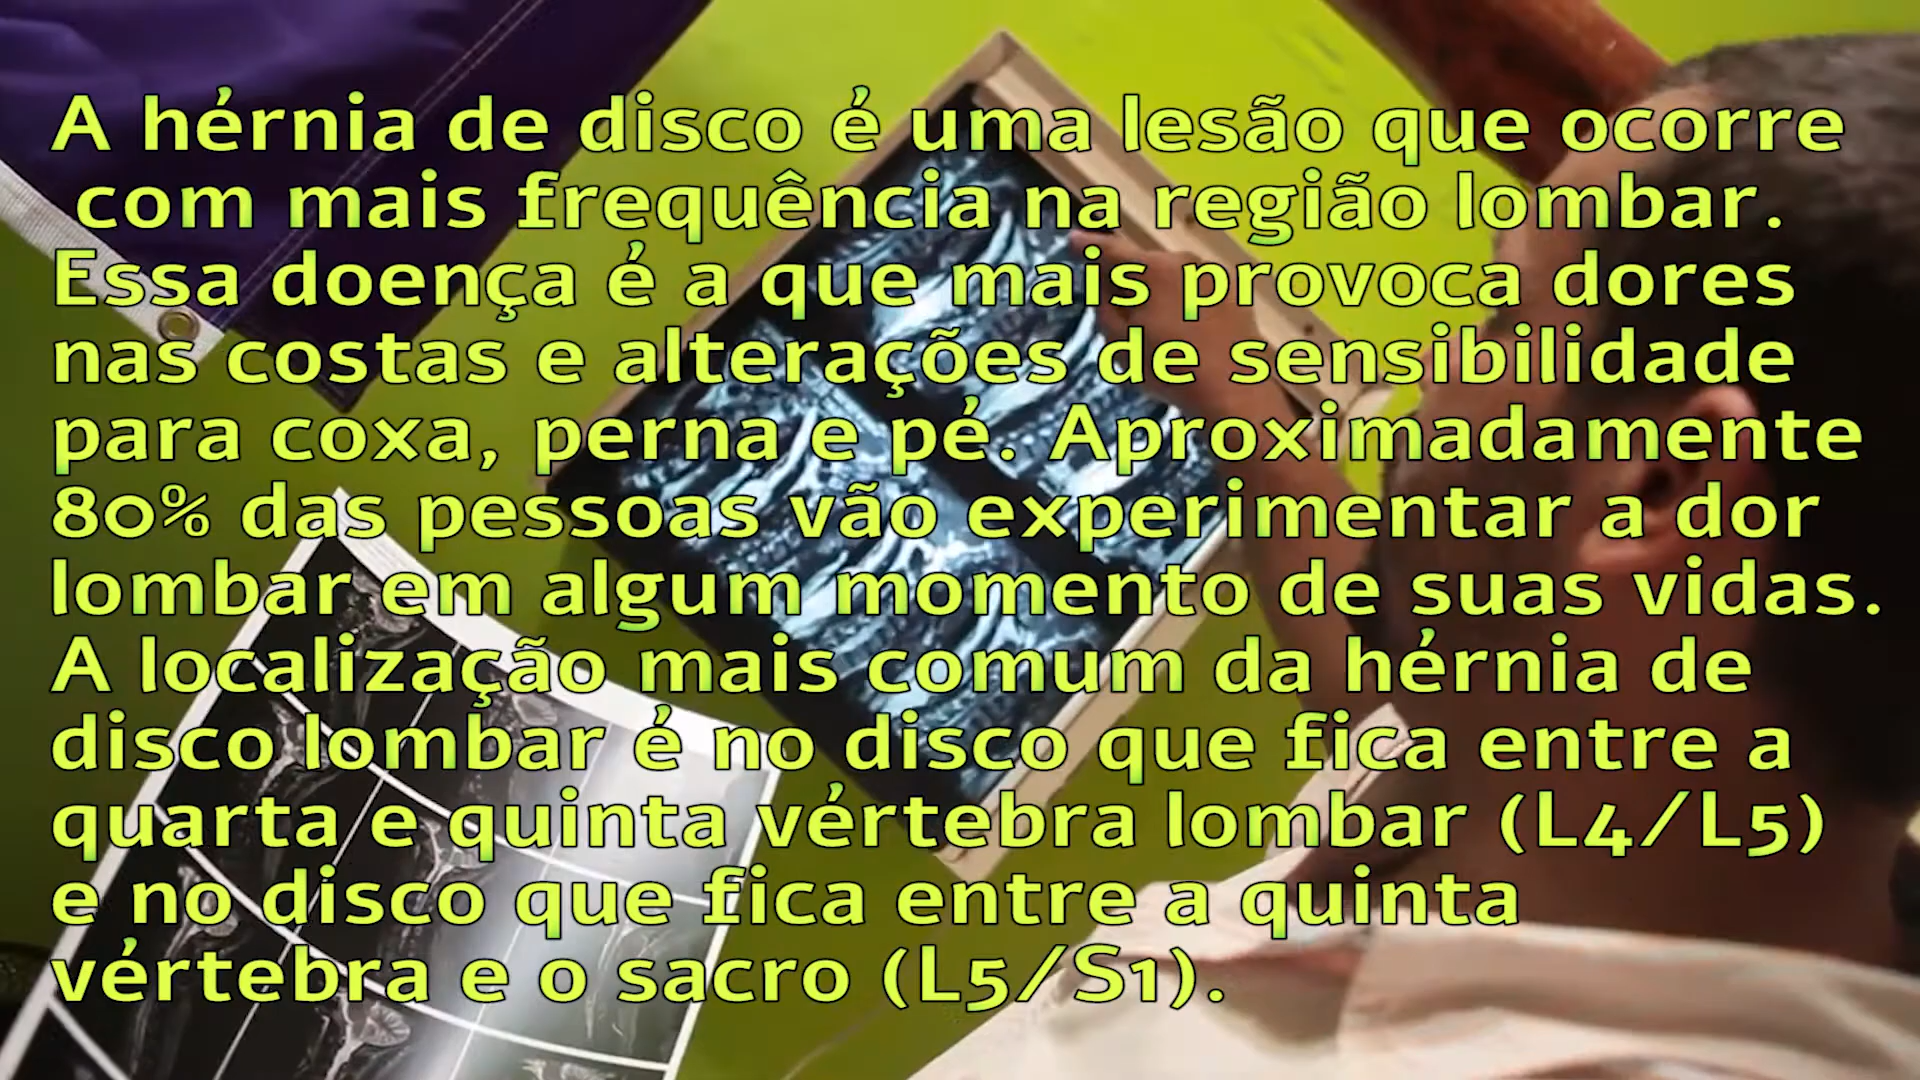 A hérnia de disco é uma lesão que ocorre
com mais frequência na região lombar.
Essa doença é a que mais provoca dores
nas costas e alterações de sensibilidade
para coxa, perna e pé. Aproximadamente
80% das pessoas vão experimentar a dor
lombar em algum momento de suas vidas.
A localização mais comum da hérnia de
disco lombar é no disco que fica entre a
quarta e quinta vértebra lombar (L4/L5)
e no disco que fica entre a quinta
vértebra e o sacro (L5/S1).